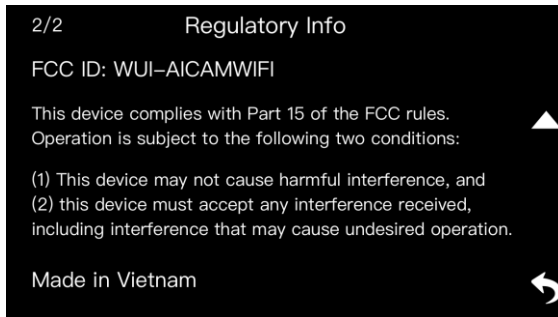 2/2 Regulatory Info
FCC ID: WUI-AICAMWIFI
This device complies with Part 15 of the FCC rules.
Operation is subject to the following two conditions:
(1) This device may not cause harmful interference, and
(2) this device must accept any interference received,
including interference that may cause undesired operation.
Made in Vietnam